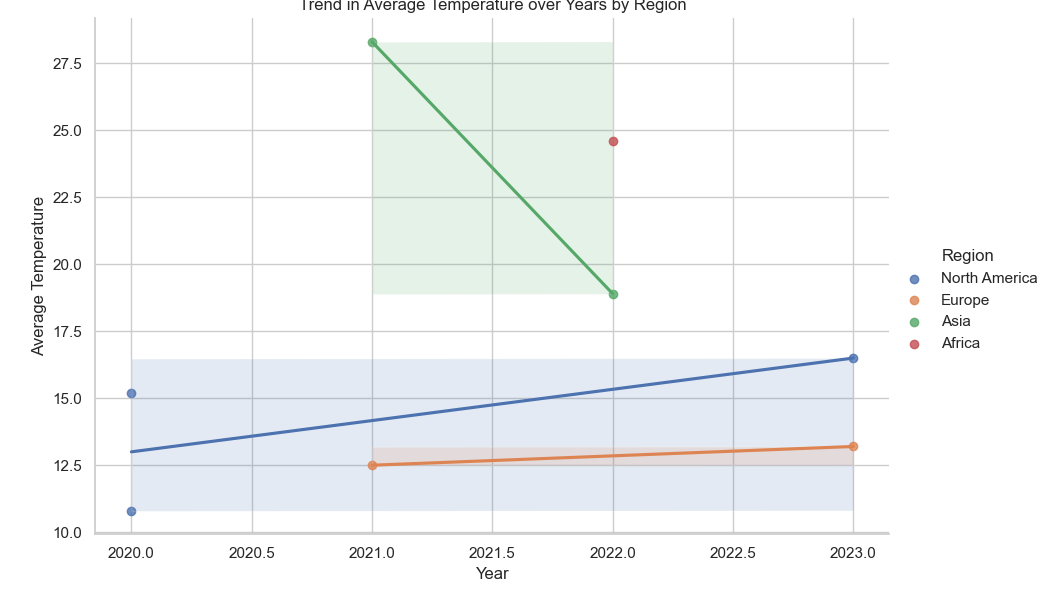 Trend in Average Temperature over Years by Region
27.5
25.0
22.5
20.0
17.5
15.0
12.5
10.0
Average Temperature
2020.0 2020.5 2021.0 2021.5 2022.0 2022.5 2023.0
Year
Region
North America
Europe
Asia
Africa